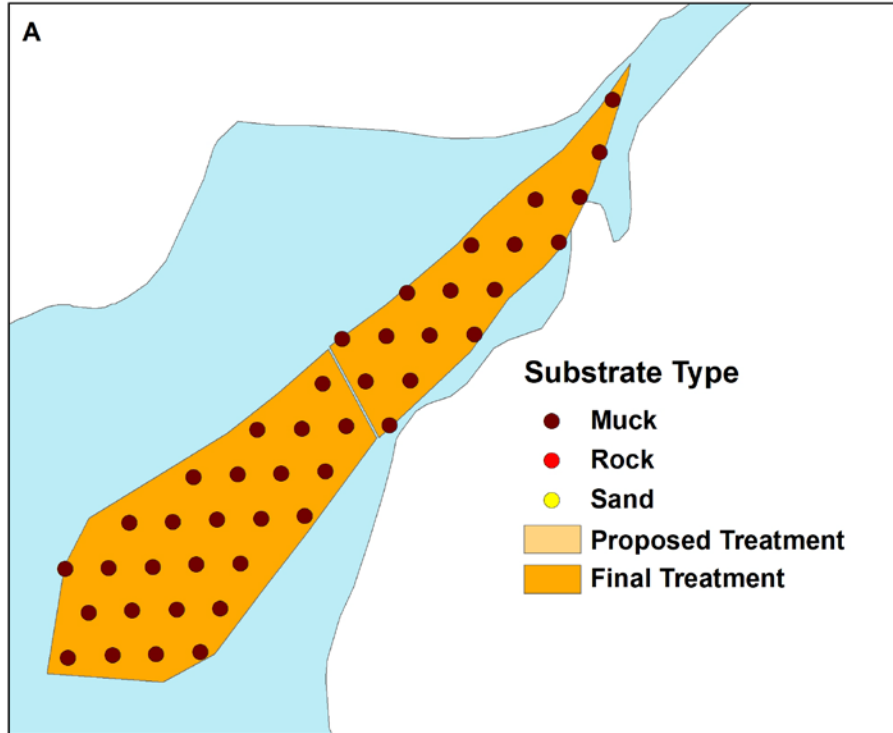 A
Substrate Type
Muck
Rock
Sand
Proposed Treatment
Final Treatment